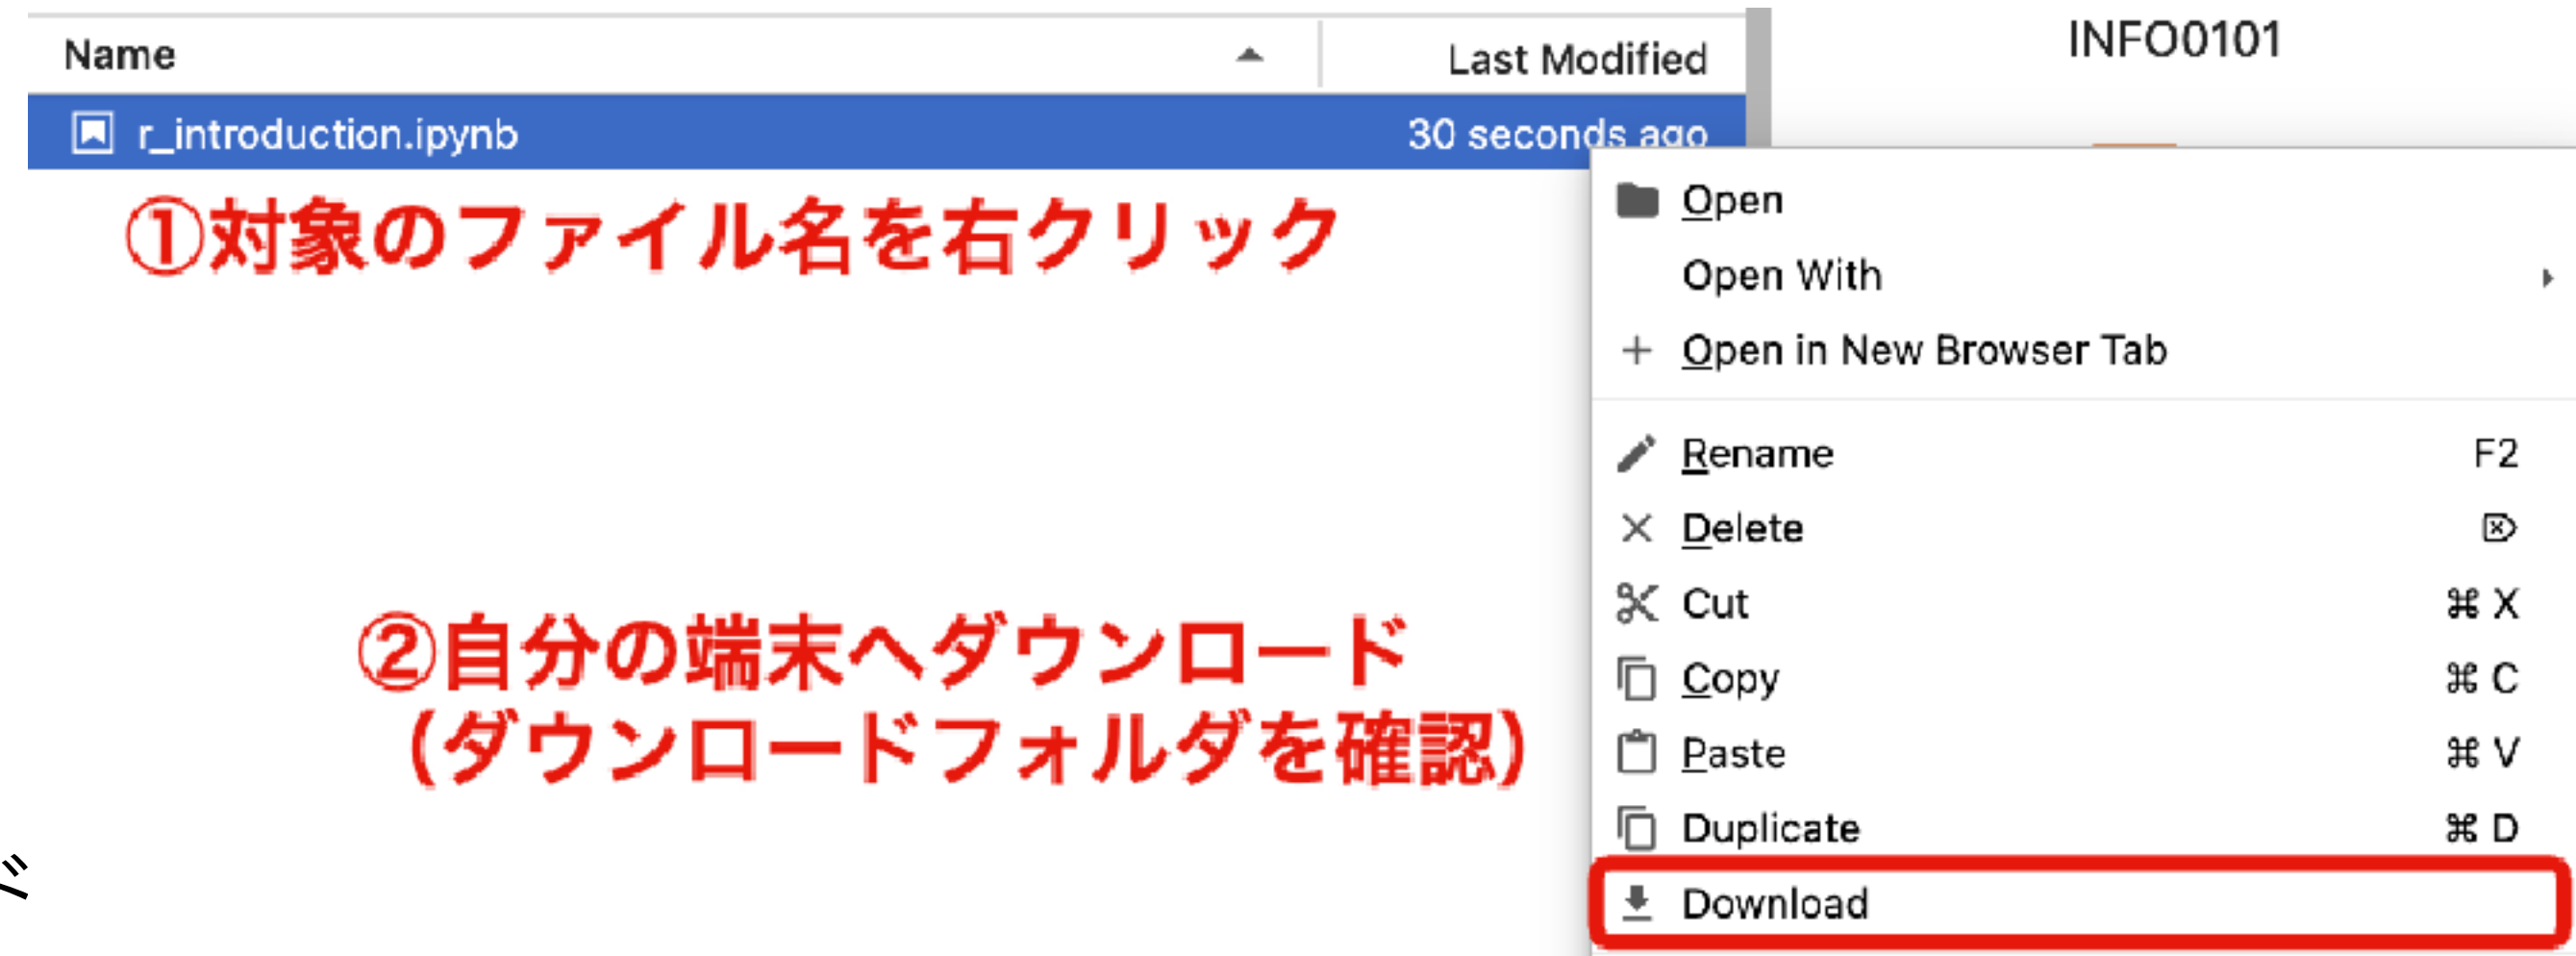 Name
Last Modified
INFO0101
r_introduction.ipynb
30 seconds ago
①対象のファイル名を右クリック
Open
Open With
Open in New Browser Tab
Rename F2
Delete ⌦
Cut ⌘ X
Copy ⌘ C
②自分の端末へダウンロード
(ダウンロードフォルダを確認)
Paste ⌘ V
Duplicate ⌘ D
Download